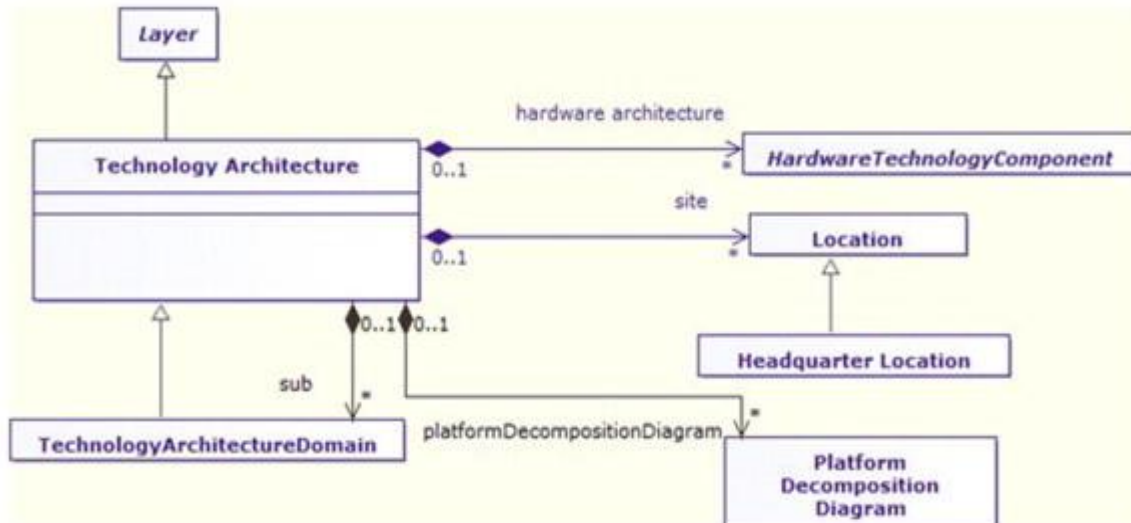 Layer
hardware architecture
Technology Architecture
0..1
*
HardwareTechnologyComponent
site
0..1
*
Location
0..1
0..1
Headquarter Location
sub
*
*
TechnologyArchitectureDomain
platformDecompositionDiagram
Platform
Decomposition
Diagram